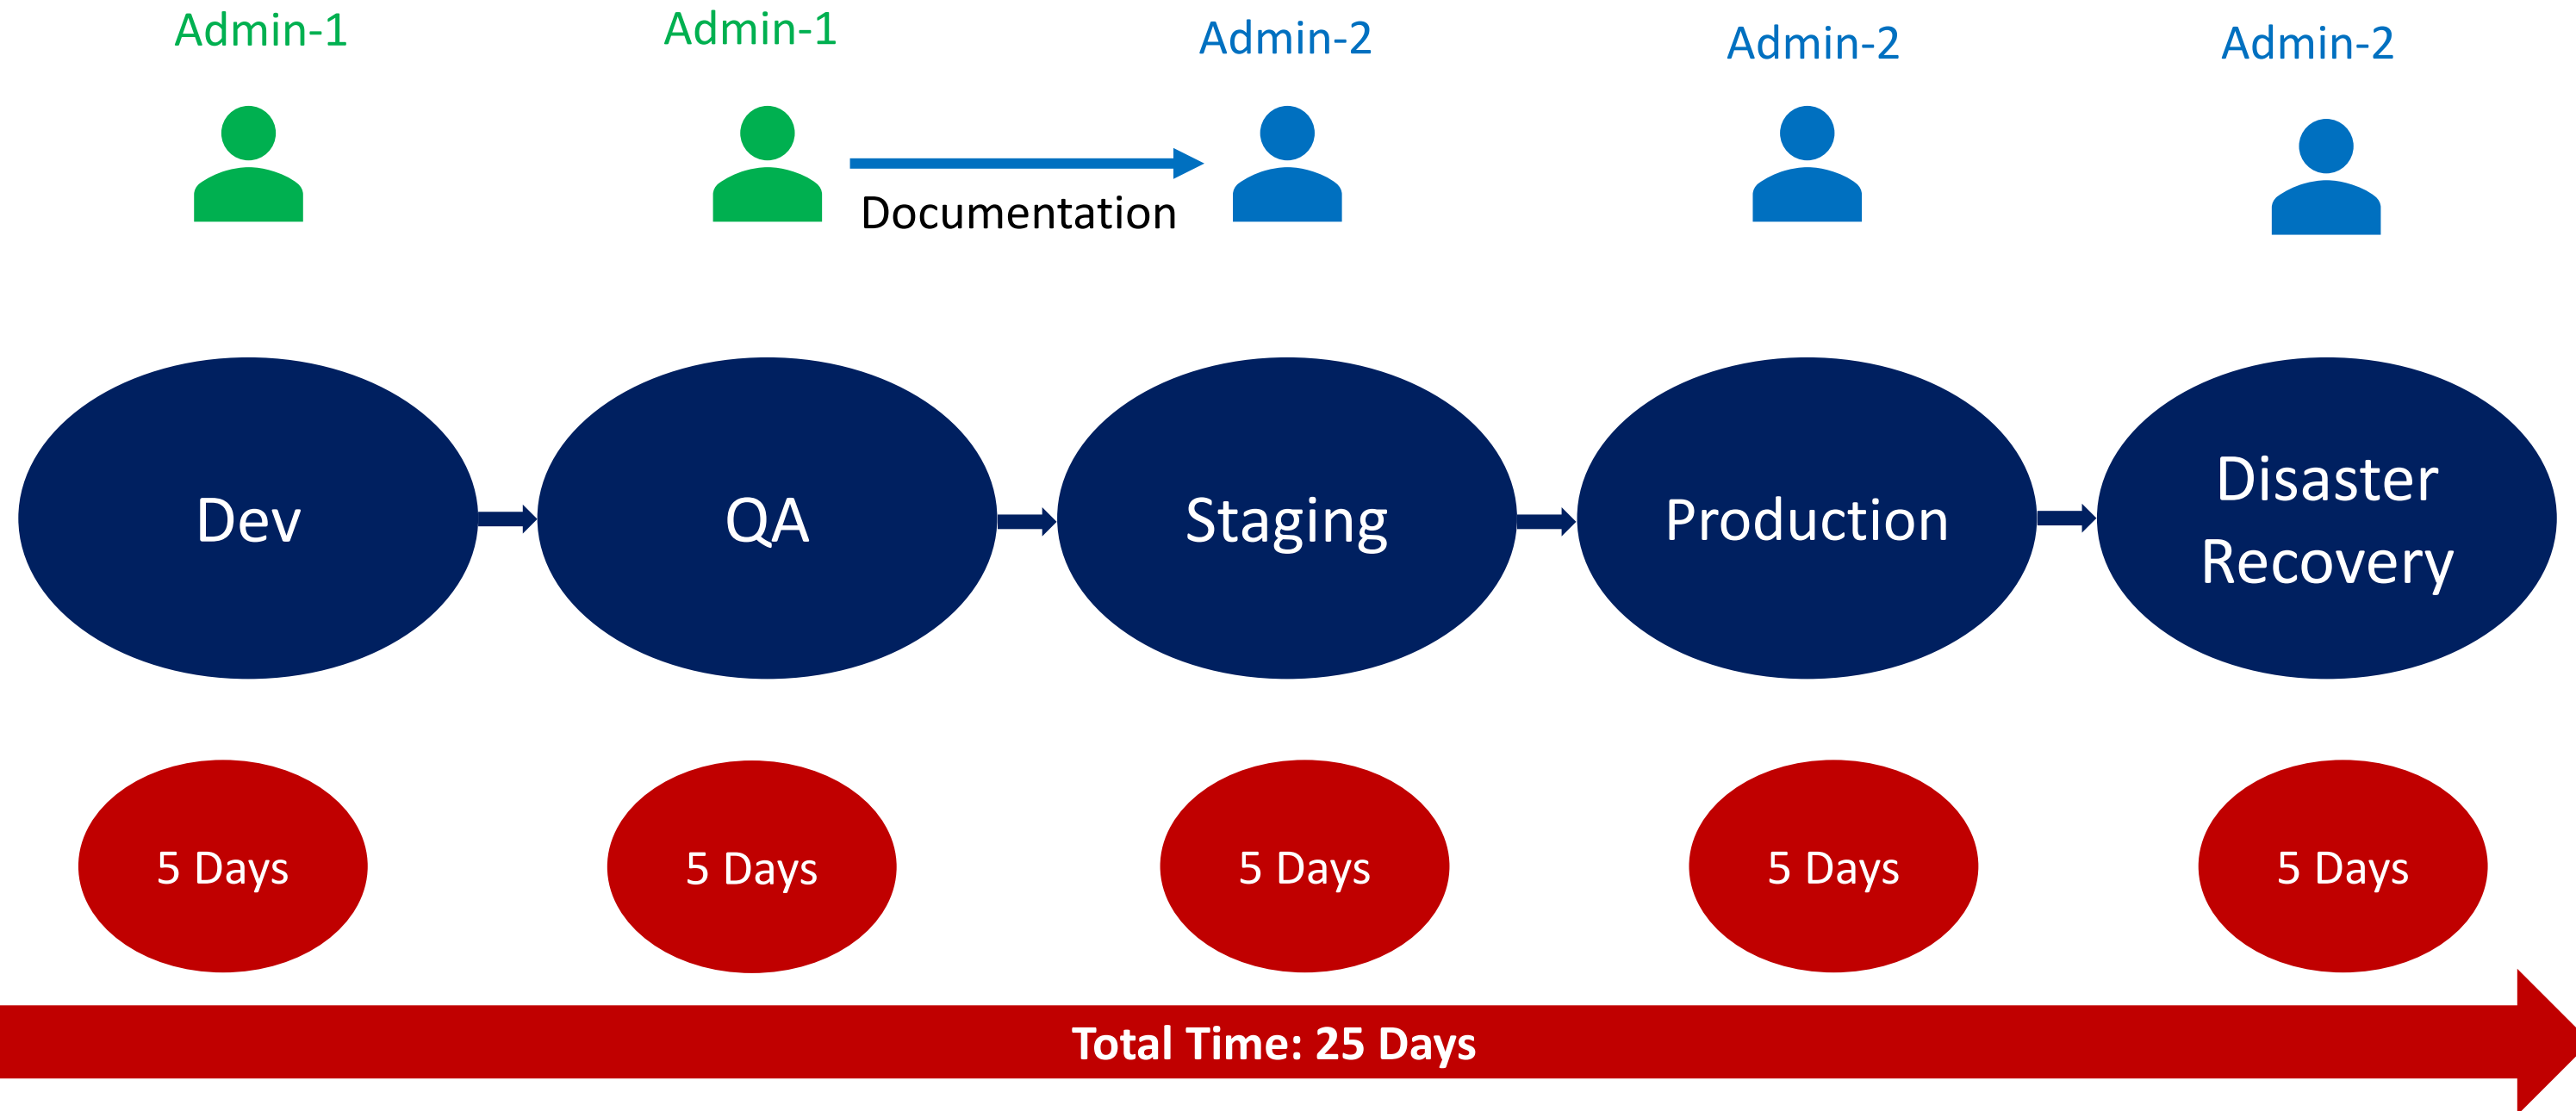 Admin-1
Admin-1
Admin-2
Admin-2
Admin-2
Documentation
Dev
QA
Staging
Production
Disaster
Recovery
5 Days
5 Days
5 Days
5 Days
5 Days
Total Time: 25 Days